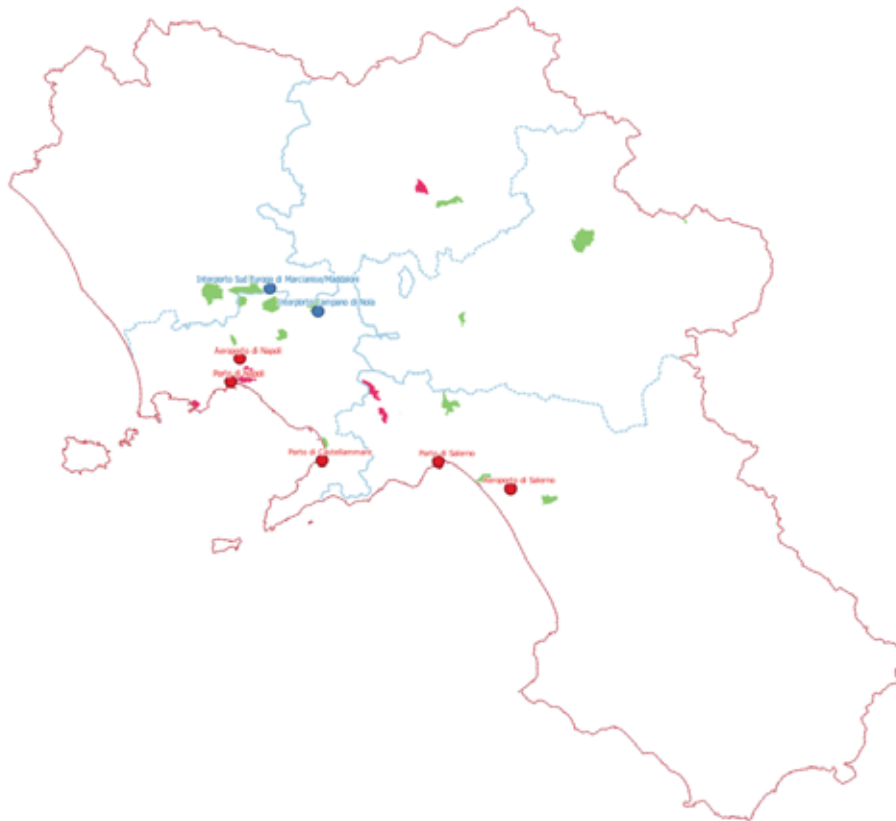 Interporto Sud Europa di Marcianise/Maddaloni
Interporto Campano di Nola
Aeroporto di Napoli
Porto di Napoli
Porto di Castellammare
Porto di Salerno
Aeroporto di Salerno